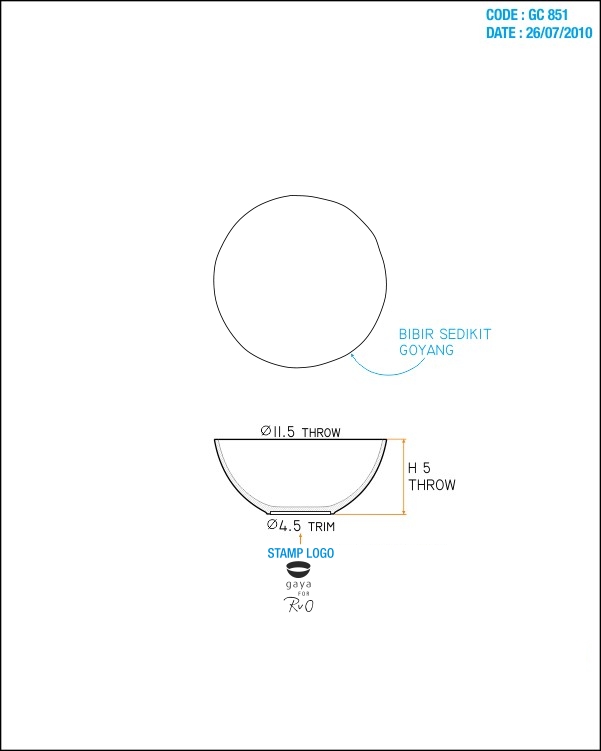 CODE : GC 851
DATE : 26/07/2010
BIBIR SEDIKIT
GOYANG
Ø11.5 THROW
H 5
THROW
Ø4.5 TRIM
STAMP LOGO
gaya
FOR
RvO